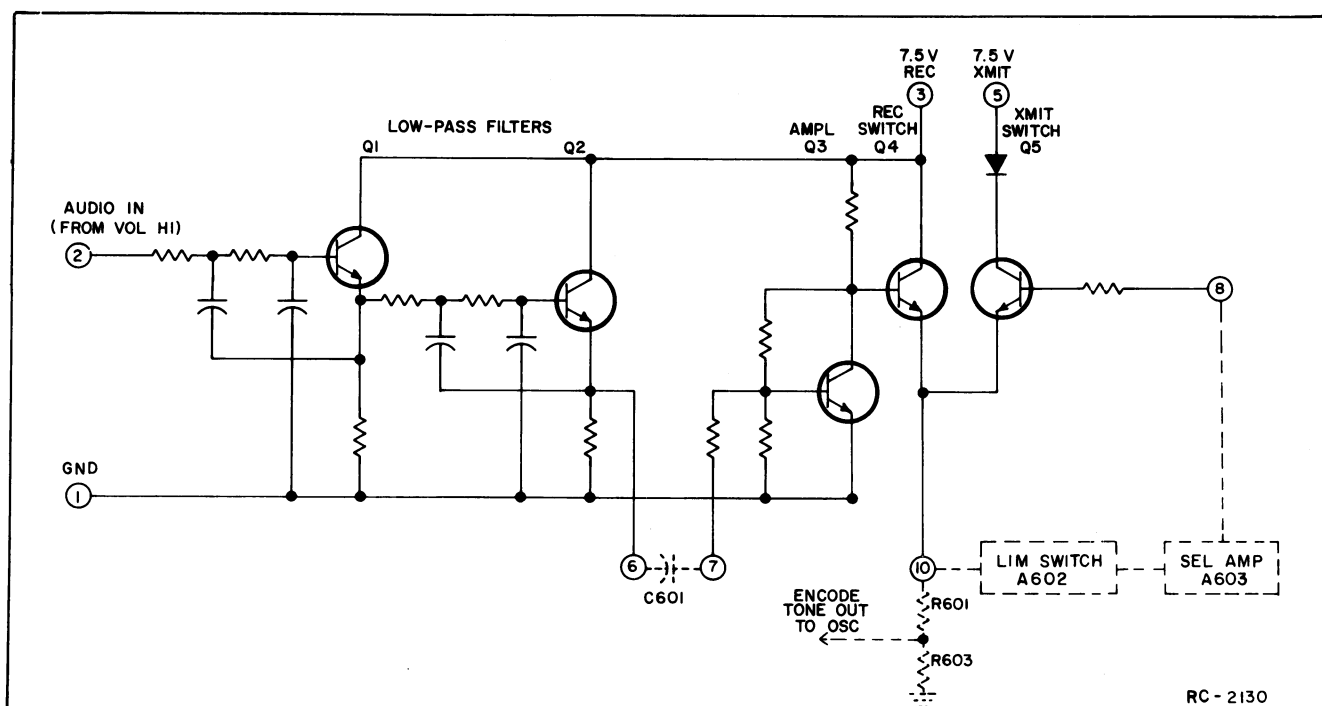 7.5 V
REC
3
7.5 V
XMIT
5
LOW-PASS FILTERS
Q1
Q2
AMPL
Q3
REC
SWITCH
Q4
XMIT
SWITCH
Q5
AUDIO IN
(FROM VOL HI)
2
8
GND
1
6
C601
7
10
LIM SWITCH
A602
SEL AMP
A603
ENCODE
TONE OUT
TO OSC
R601
R603
RC-2130